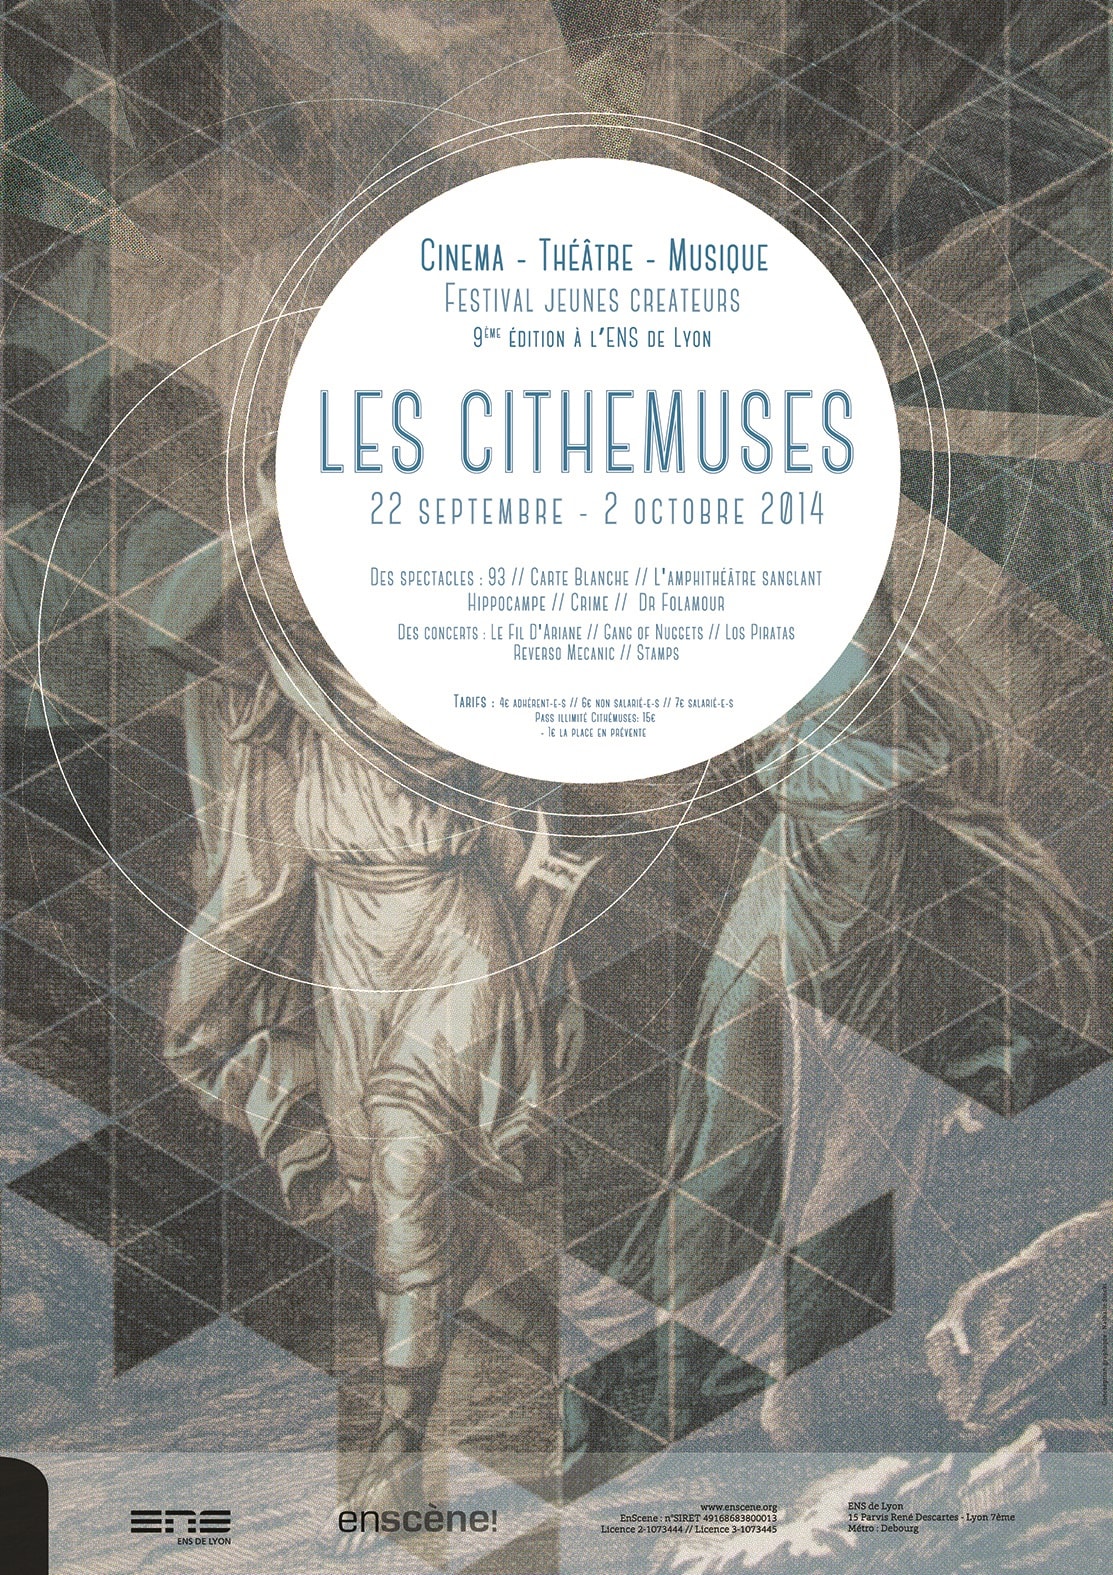 CINEMA - THÉÂTRE - MUSIQUE
FESTIVAL JEUNES CREATEURS
9ÈME ÉDITION À L'ENS DE LYON
LES CITHEMUSES
22 SEPTEMBRE - 2 OCTOBRE 2014
DES SPECTACLES : 93 // CARTE BLANCHE // L'AMPHITHÉÂTRE SANGLANT
HIPPOCAMPE // CRIME // DR FOLAMOUR
DES CONCERTS : LE FIL D'ARIANE // GANG OF NUGGETS // LOS PIRATAS
REVERSO MECANIC // STAMPS
TARIFS : 4€ ADHÉRENT-E-S // 6€ NON SALARIÉ-E-S // 7€ SALARIÉ-E-S
PASS ILLIMITÉ CITHÉMUSES: 15€
- 1€ LA PLACE EN PRÉVENTE
ENS
ENS DE LYON
enscène!
www.enscene.org
EnScene : n°SIRET 49168683800013
Licence 2-1073444 // Licence 3-1073445
ENS de Lyon
15 Parvis René Descartes - Lyon 7ème
Métro : Debourg